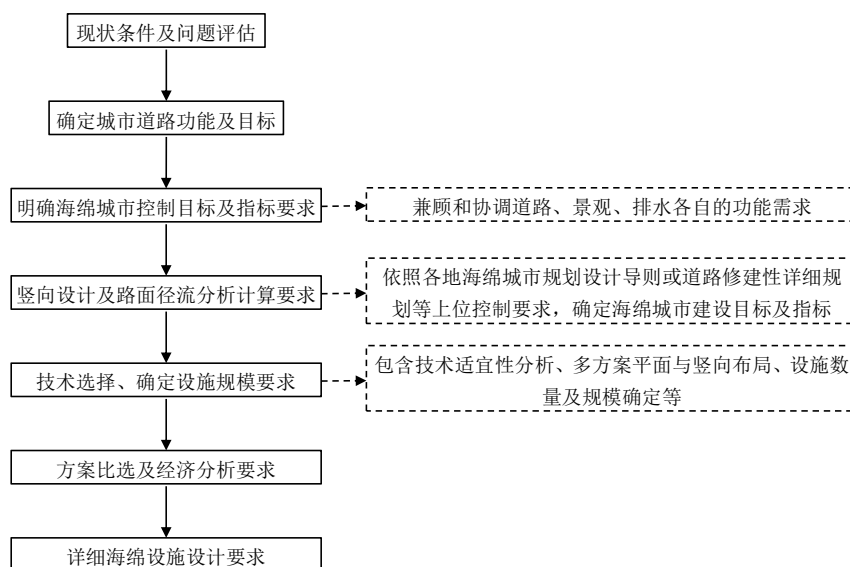 现状条件及问题评估
确定城市道路功能及目标
明确海绵城市控制目标及指标要求
兼顾和协调道路、景观、排水各自的功能需求
竖向设计及路面径流分析计算要求
依照各地海绵城市规划设计导则或道路修建性详细规
划等上位控制要求，确定海绵城市建设目标及指标
技术选择、确定设施规模要求
包含技术适宜性分析、多方案平面与竖向布局、设施数
量及规模确定等
方案比选及经济分析要求
详细海绵设施设计要求